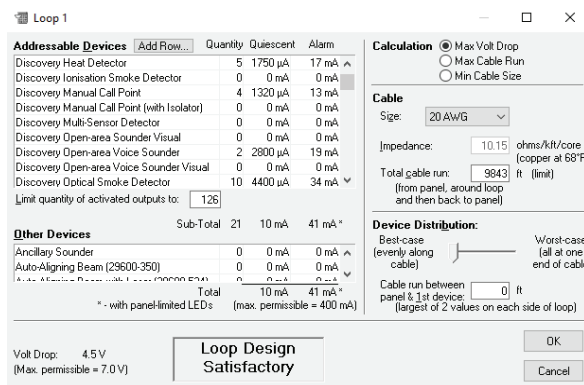 Loop 1
Addressable Devices Add Row... Quantity Quiescent Alarm
Discovery Heat Detector 5 1750 µA 17 mA
Discovery Ionisation Smoke Detector 0 0 mA 0 mA
Discovery Manual Call Point 4 1320 µA 13 mA
Discovery Manual Call Point (with Isolator) 0 0 mA 0 mA
Discovery Multi-Sensor Detector 0 0 mA 0 mA
Discovery Open-area Sounder Visual 0 0 mA 0 mA
Discovery Open-area Voice Sounder 2 2800 µA 19 mA
Discovery Open-area Voice Sounder Visual 0 0 mA 0 mA
Discovery Optical Smoke Detector 10 4400 µA 34 mA
Limit quantity of activated outputs to: 126
Sub-Total 21 10 mA 41 mA *
Other Devices
Ancillary Sounder 0 0 mA 0 mA
Auto-Aligning Beam (29600-350) 0 0 mA 0 mA
Total 10 mA 41 mA *
* - with panel-limited LEDs (max. permissible = 400 mA)
Volt Drop: 4.5 V
(Max. permissible = 7.0 V)
Loop Design
Satisfactory
Calculation Max Volt Drop
Max Cable Run
Min Cable Size
Cable
Size: 20 AWG
Impedance: 10.15 ohms/kft/core
(copper at 68°F
Total cable run: 9843 ft (limit)
(from panel, around loop
and then back to panel)
Device Distribution:
Best-case Worst-case
(evenly along (all at one
cable) end of cabl
Cable run between
panel & 1st device: 0 ft
(largest of 2 values on each side of loop)
OK
Cancel